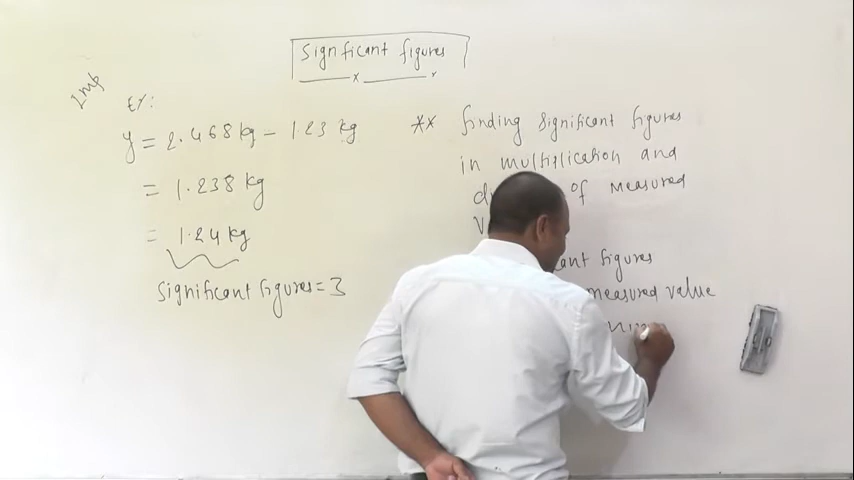 Significant figures
Imp
Ex:
y = 2.468 kg - 1.23 kg
= 1.238 kg
= 1.24 kg
Significant figures = 3
** finding significant figures
in multiplication and
of measured
figures
measured value